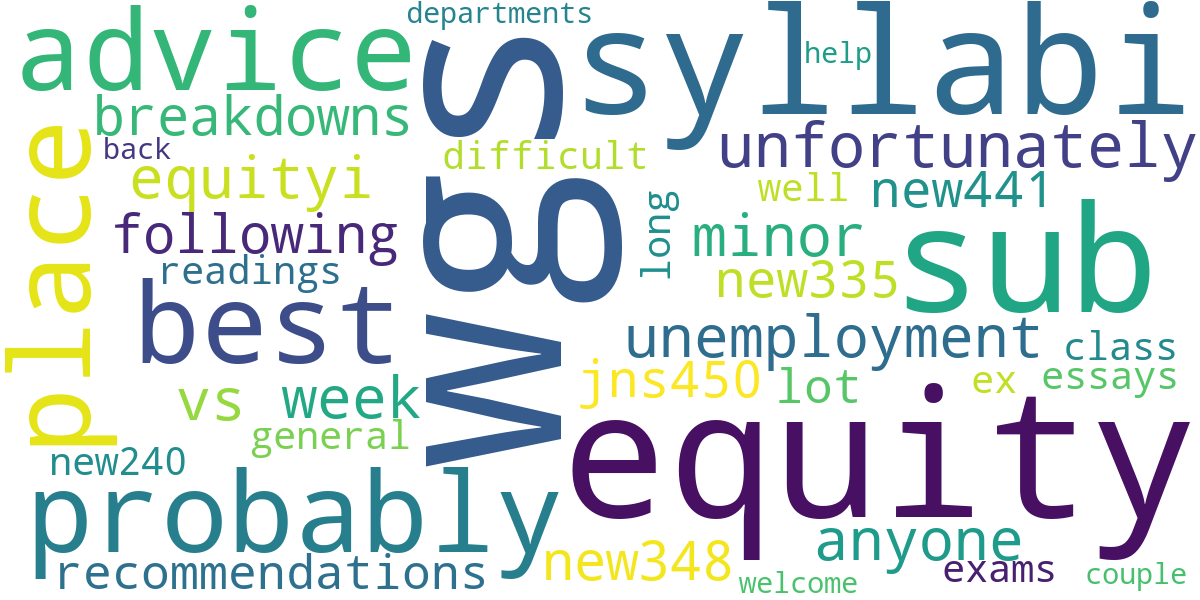 departments
advice
syllabi
help
wgs
breakdowns
unfortunately
back
difficult
place
equityi
well
new441
long
following
minor
sub
readings
new335
best
unemployment
class
vs
week
jns450
lot
ex
essays
general
equity
new240
probably
anyone
recommendations
new348
exams
welcome
couple